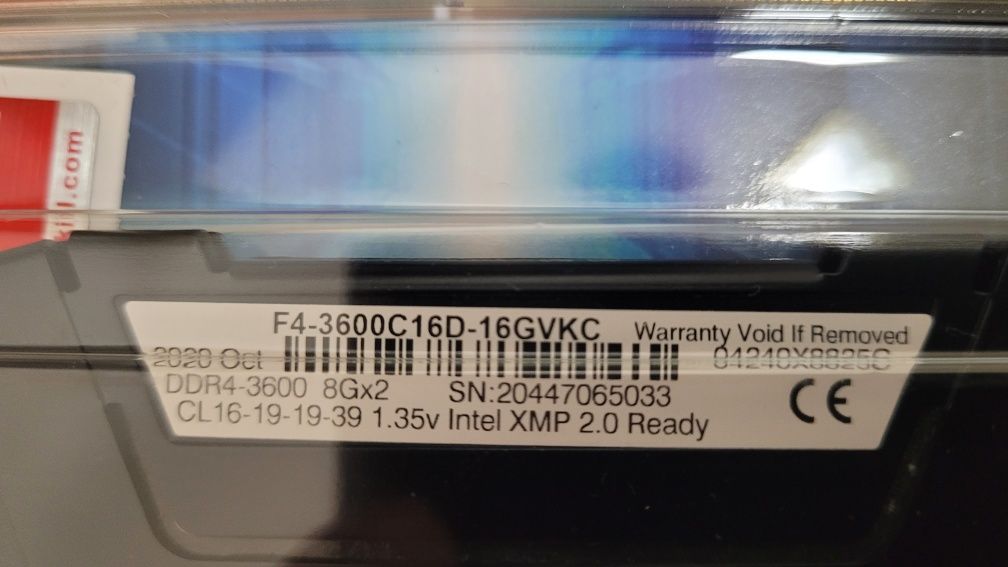 .com
F4-3600C16D-16GVKC Warranty Void If Removed
2020 Oct 04240X8825C
DDR4-3600 8Gx2 SN:20447065033
CL16-19-19-39 1.35v Intel XMP 2.0 Ready
CE